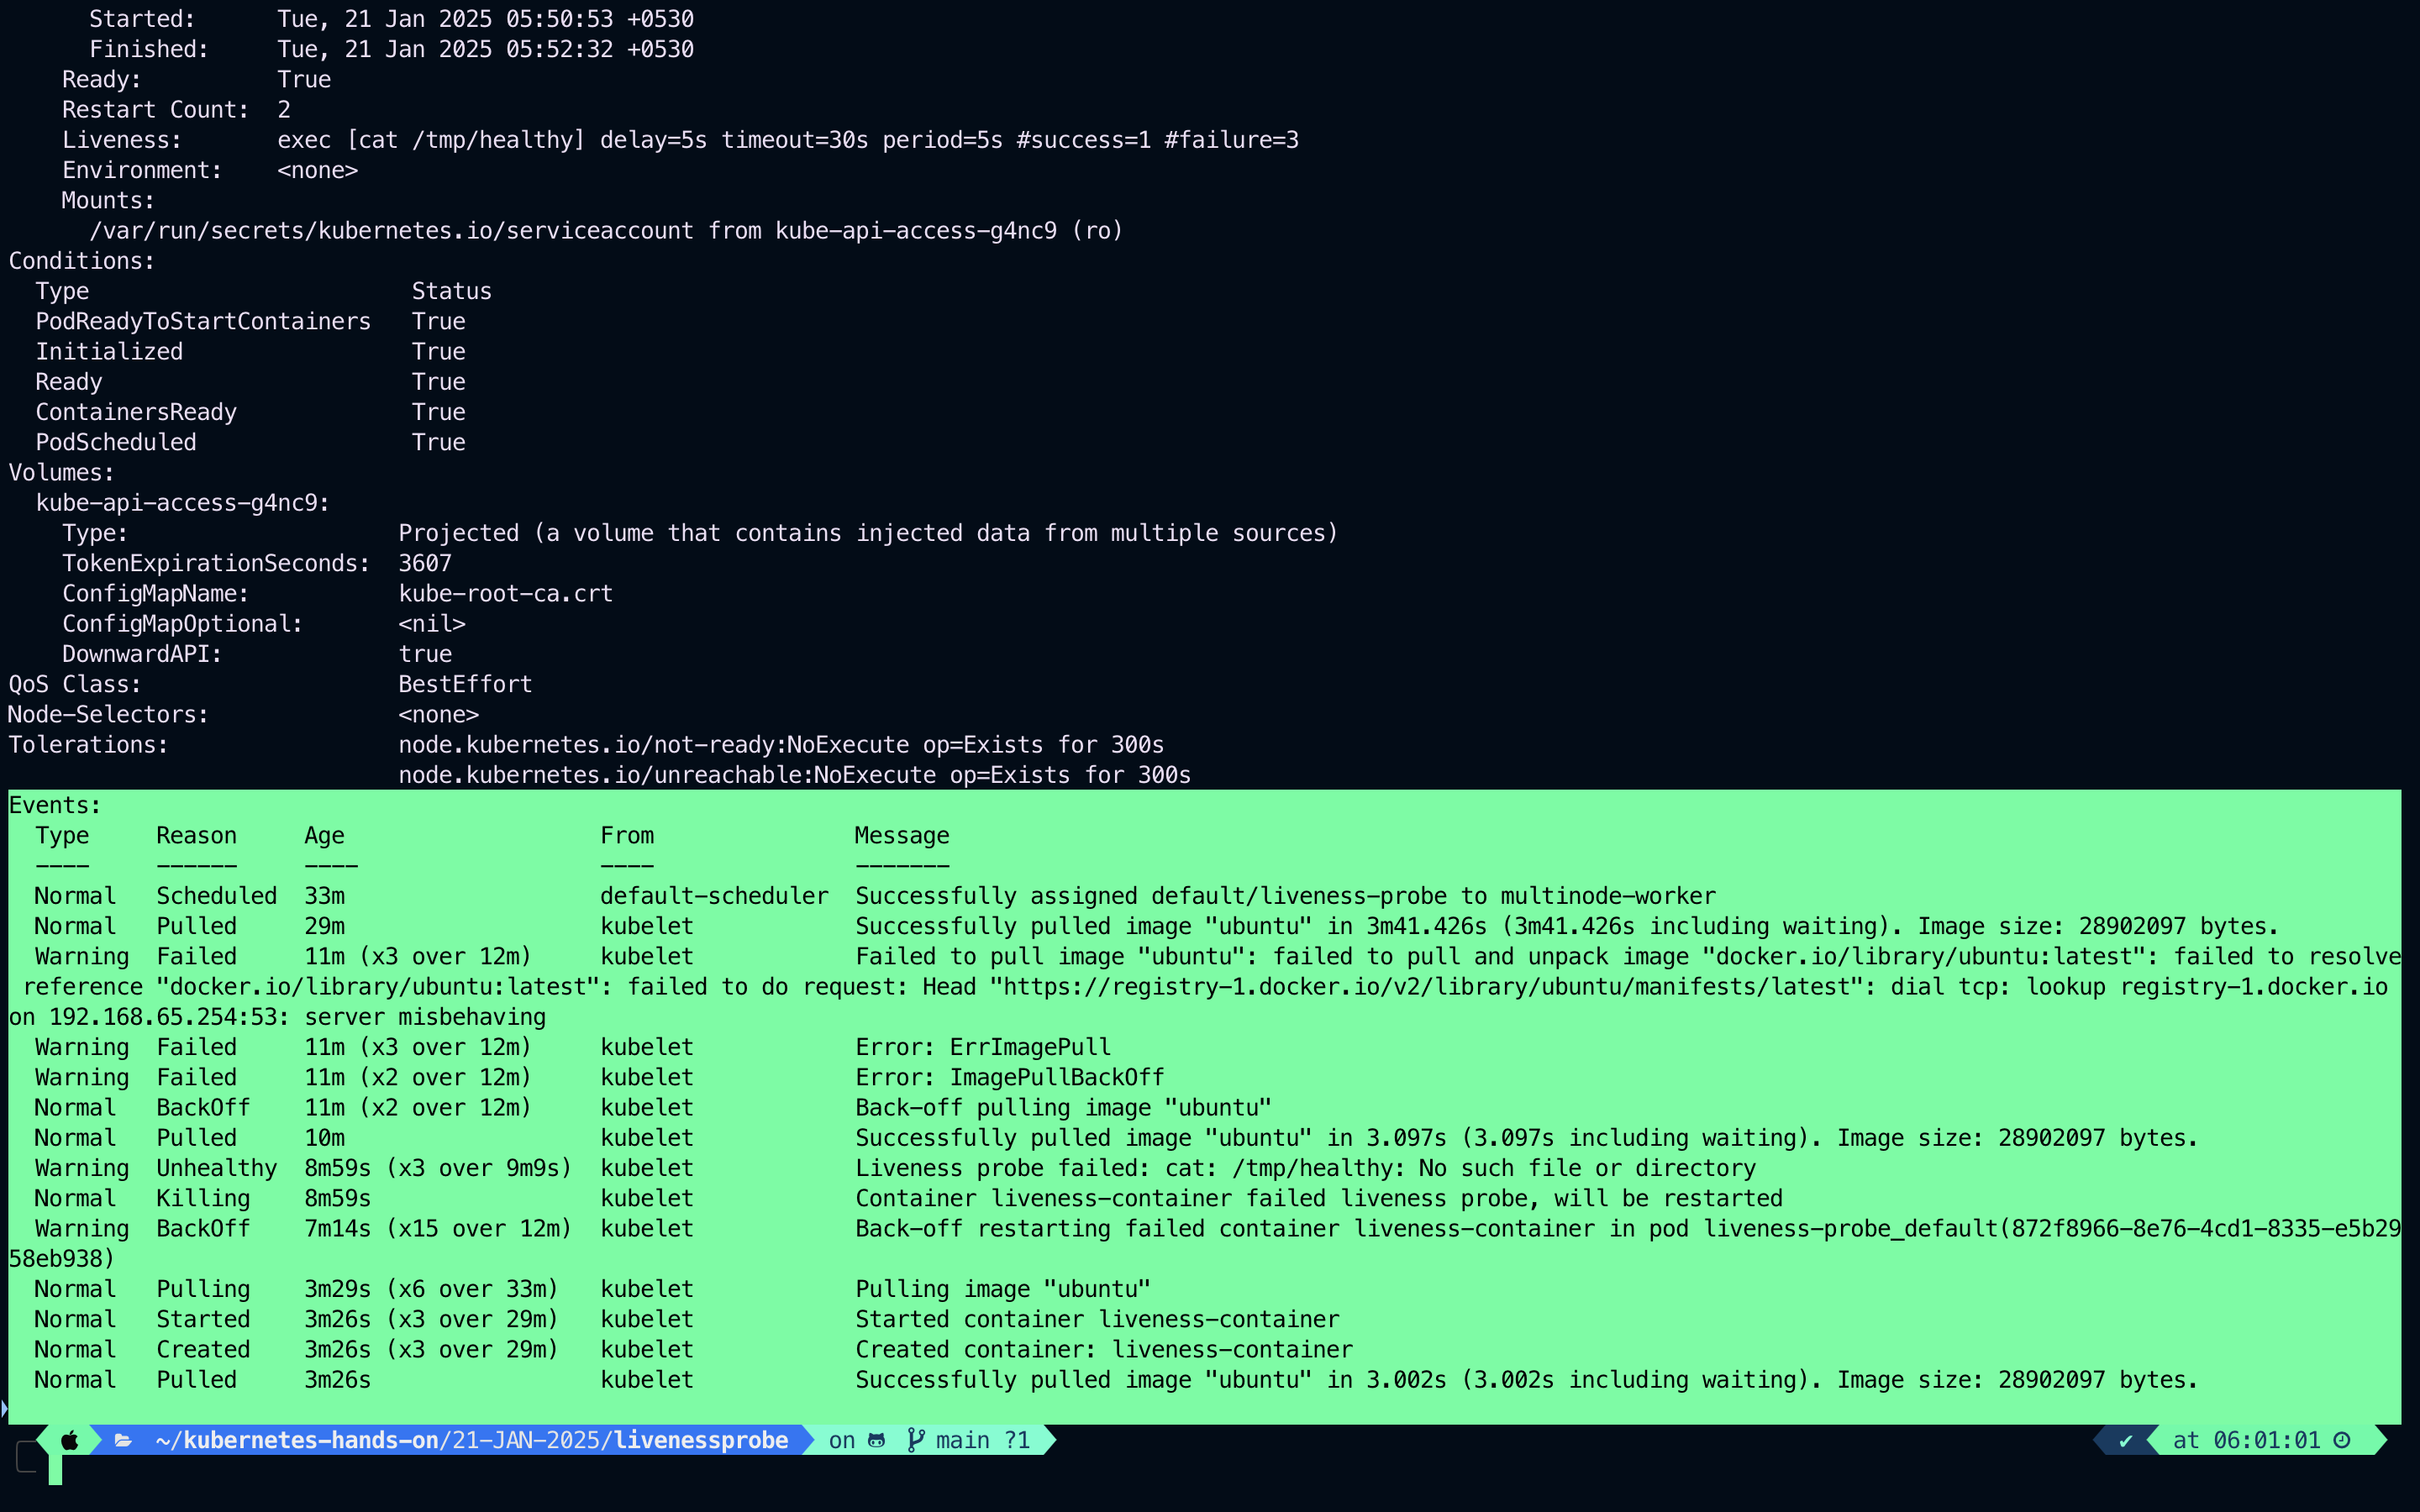 Started:      Tue, 21 Jan 2025 05:50:53 +0530
      Finished:     Tue, 21 Jan 2025 05:52:32 +0530
    Ready:          True
    Restart Count:  2
    Liveness:       exec [cat /tmp/healthy] delay=5s timeout=30s period=5s #success=1 #failure=3
    Environment:    <none>
    Mounts:
      /var/run/secrets/kubernetes.io/serviceaccount from kube-api-access-g4nc9 (ro)
Conditions:
  Type                        Status
  PodReadyToStartContainers   True
  Initialized                 True
  Ready                       True
  ContainersReady             True
  PodScheduled                True
Volumes:
  kube-api-access-g4nc9:
    Type:                    Projected (a volume that contains injected data from multiple sources)
    TokenExpirationSeconds:  3607
    ConfigMapName:           kube-root-ca.crt
    ConfigMapOptional:       <nil>
    DownwardAPI:             true
QoS Class:                   BestEffort
Node-Selectors:              <none>
Tolerations:                 node.kubernetes.io/not-ready:NoExecute op=Exists for 300s
                             node.kubernetes.io/unreachable:NoExecute op=Exists for 300s
Events:
  Type     Reason     Age                   From               Message
  ----     ------     ----                  ----               -------
  Normal   Scheduled  33m                   default-scheduler  Successfully assigned default/liveness-probe to multinode-worker
  Normal   Pulled     29m                   kubelet            Successfully pulled image "ubuntu" in 3m41.426s (3m41.426s including waiting). Image size: 28902097 bytes.
  Warning  Failed     11m (x3 over 12m)     kubelet            Failed to pull image "ubuntu": failed to pull and unpack image "docker.io/library/ubuntu:latest": failed to resolve
 reference "docker.io/library/ubuntu:latest": failed to do request: Head "https://registry-1.docker.io/v2/library/ubuntu/manifests/latest": dial tcp: lookup registry-1.docker.io
on 192.168.65.254:53: server misbehaving
  Warning  Failed     11m (x3 over 12m)     kubelet            Error: ErrImagePull
  Warning  Failed     11m (x2 over 12m)     kubelet            Error: ImagePullBackOff
  Normal   BackOff    11m (x2 over 12m)     kubelet            Back-off pulling image "ubuntu"
  Normal   Pulled     10m                   kubelet            Successfully pulled image "ubuntu" in 3.097s (3.097s including waiting). Image size: 28902097 bytes.
  Warning  Unhealthy  8m59s (x3 over 9m9s)  kubelet            Liveness probe failed: cat: /tmp/healthy: No such file or directory
  Normal   Killing    8m59s                 kubelet            Container liveness-container failed liveness probe, will be restarted
  Warning  BackOff    7m14s (x15 over 12m)  kubelet            Back-off restarting failed container liveness-container in pod liveness-probe_default(872f8966-8e76-4cd1-8335-e5b29
58eb938)
  Normal   Pulling    3m29s (x6 over 33m)   kubelet            Pulling image "ubuntu"
  Normal   Started    3m26s (x3 over 29m)   kubelet            Started container liveness-container
  Normal   Created    3m26s (x3 over 29m)   kubelet            Created container: liveness-container
  Normal   Pulled     3m26s                 kubelet            Successfully pulled image "ubuntu" in 3.002s (3.002s including waiting). Image size: 28902097 bytes.
~/kubernetes-hands-on/21-JAN-2025/livenessprobe on main ?1 ✔ at 06:01:01